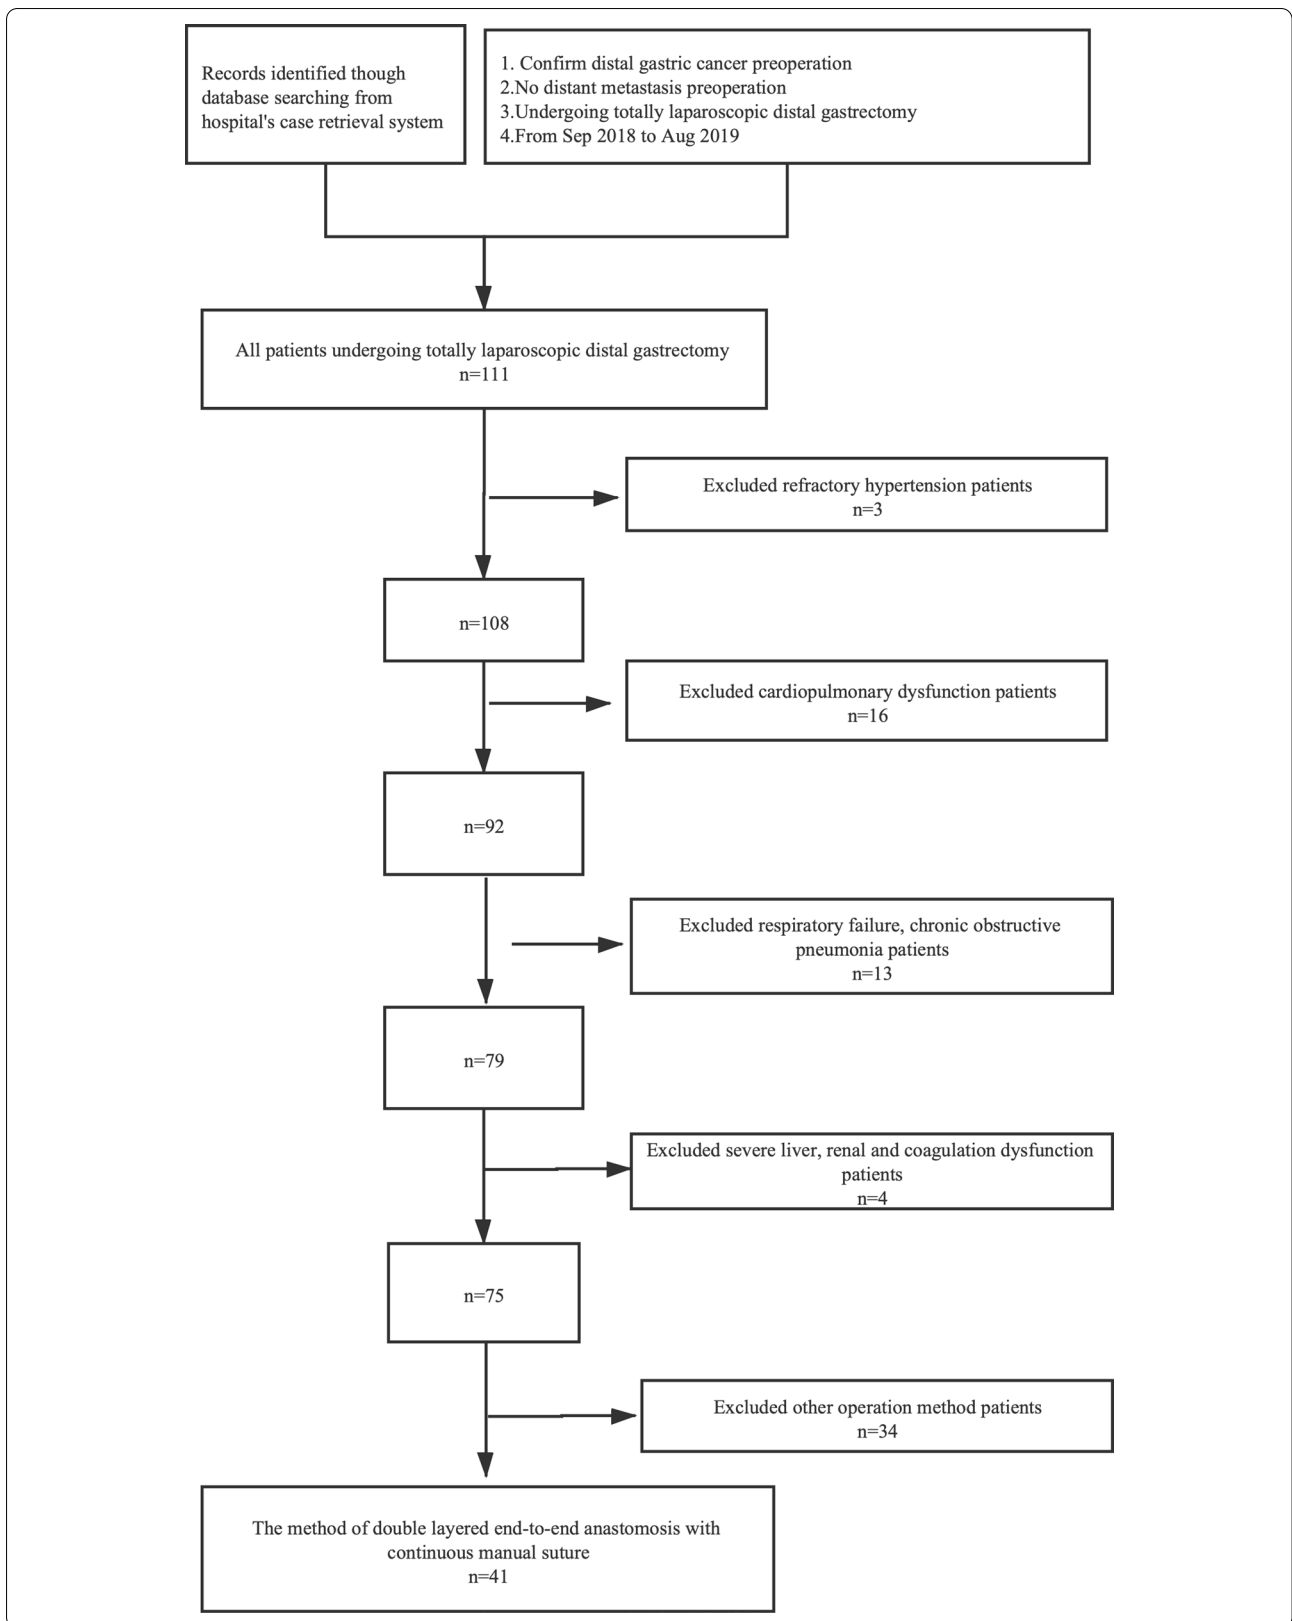 Records identified though
database searching from
hospital's case retrieval system
1. Confirm distal gastric cancer preoperation
2.No distant metastasis preoperation
3.Undergoing totally laparoscopic distal gastrectomy
4.From Sep 2018 to Aug 2019
All patients undergoing totally laparoscopic distal gastrectomy
n=111
Excluded refractory hypertension patients
n=3
n=108
Excluded cardiopulmonary dysfunction patients
n=16
n=92
Excluded respiratory failure, chronic obstructive
pneumonia patients
n=13
n=79
Excluded severe liver, renal and coagulation dysfunction
patients
n=4
n=75
Excluded other operation method patients
n=34
The method of double layered end-to-end anastomosis with
continuous manual suture
n=41